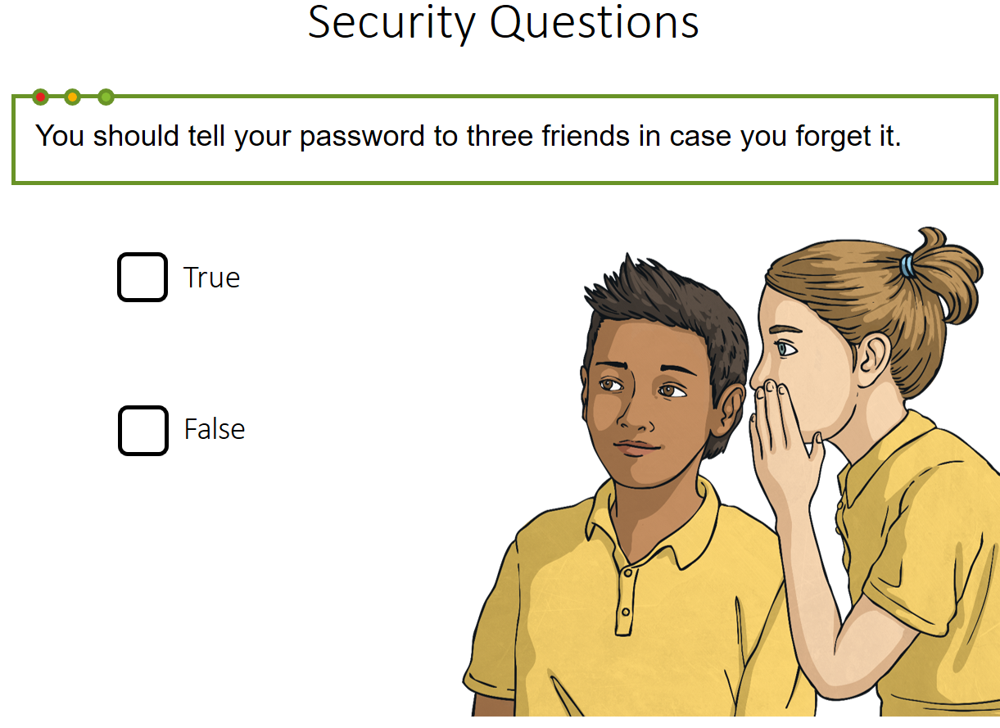 Security Questions
You should tell your password to three friends in case you forget it.
True
False